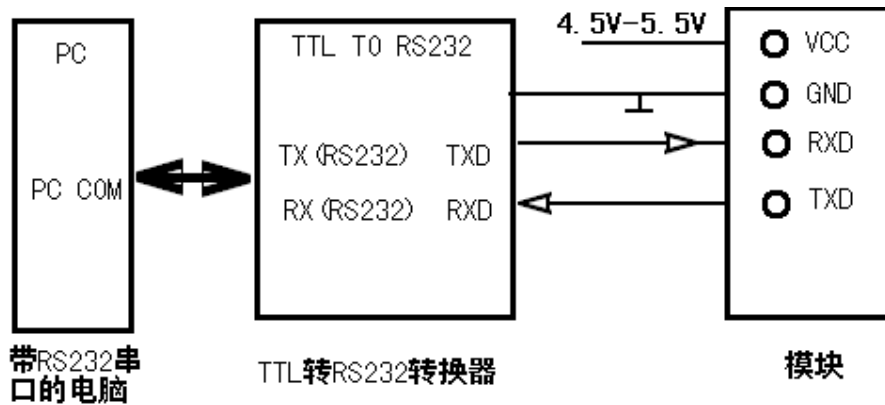 PC
PC COM
带RS232串
口的电脑
TTL TO RS232
TX(RS232) TXD
RX(RS232) RXD
TTL转RS232转换器
4.5V-5.5V
VCC
GND
RXD
TXD
模块